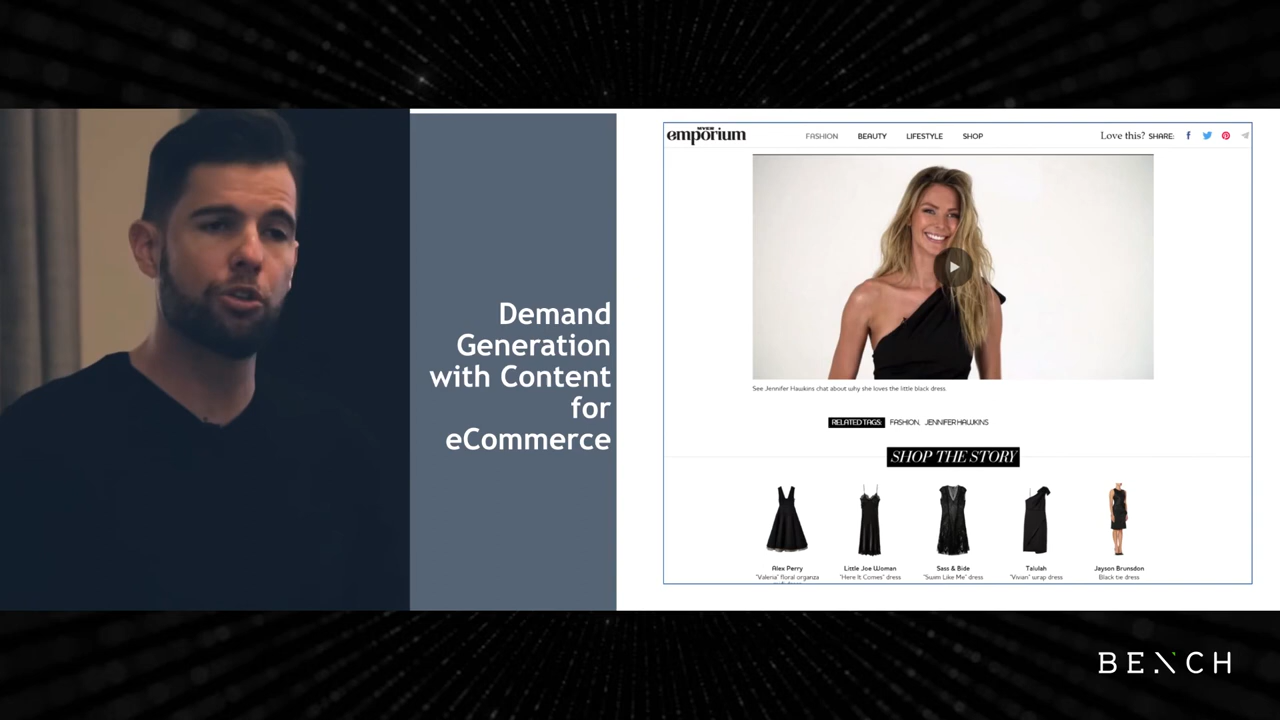 Demand
Generation
with Content
for
eCommerce
MYER
emporium
FASHION BEAUTY LIFESTYLE SHOP
Love this? SHARE:
See Jennifer Hawkins chat about why she loves the little black dress.
RELATED TAGS: FASHION, JENNIFER HAWKINS
SHOP THE STORY
Alex Perry Little Joe Woman Sass & Bide Talulah Jayson Brunsdon
"Valeria" floral organza "Here It Comes" dress "Swim Like Me" dress "Vivian" wrap dress Black tie dress
BENCH